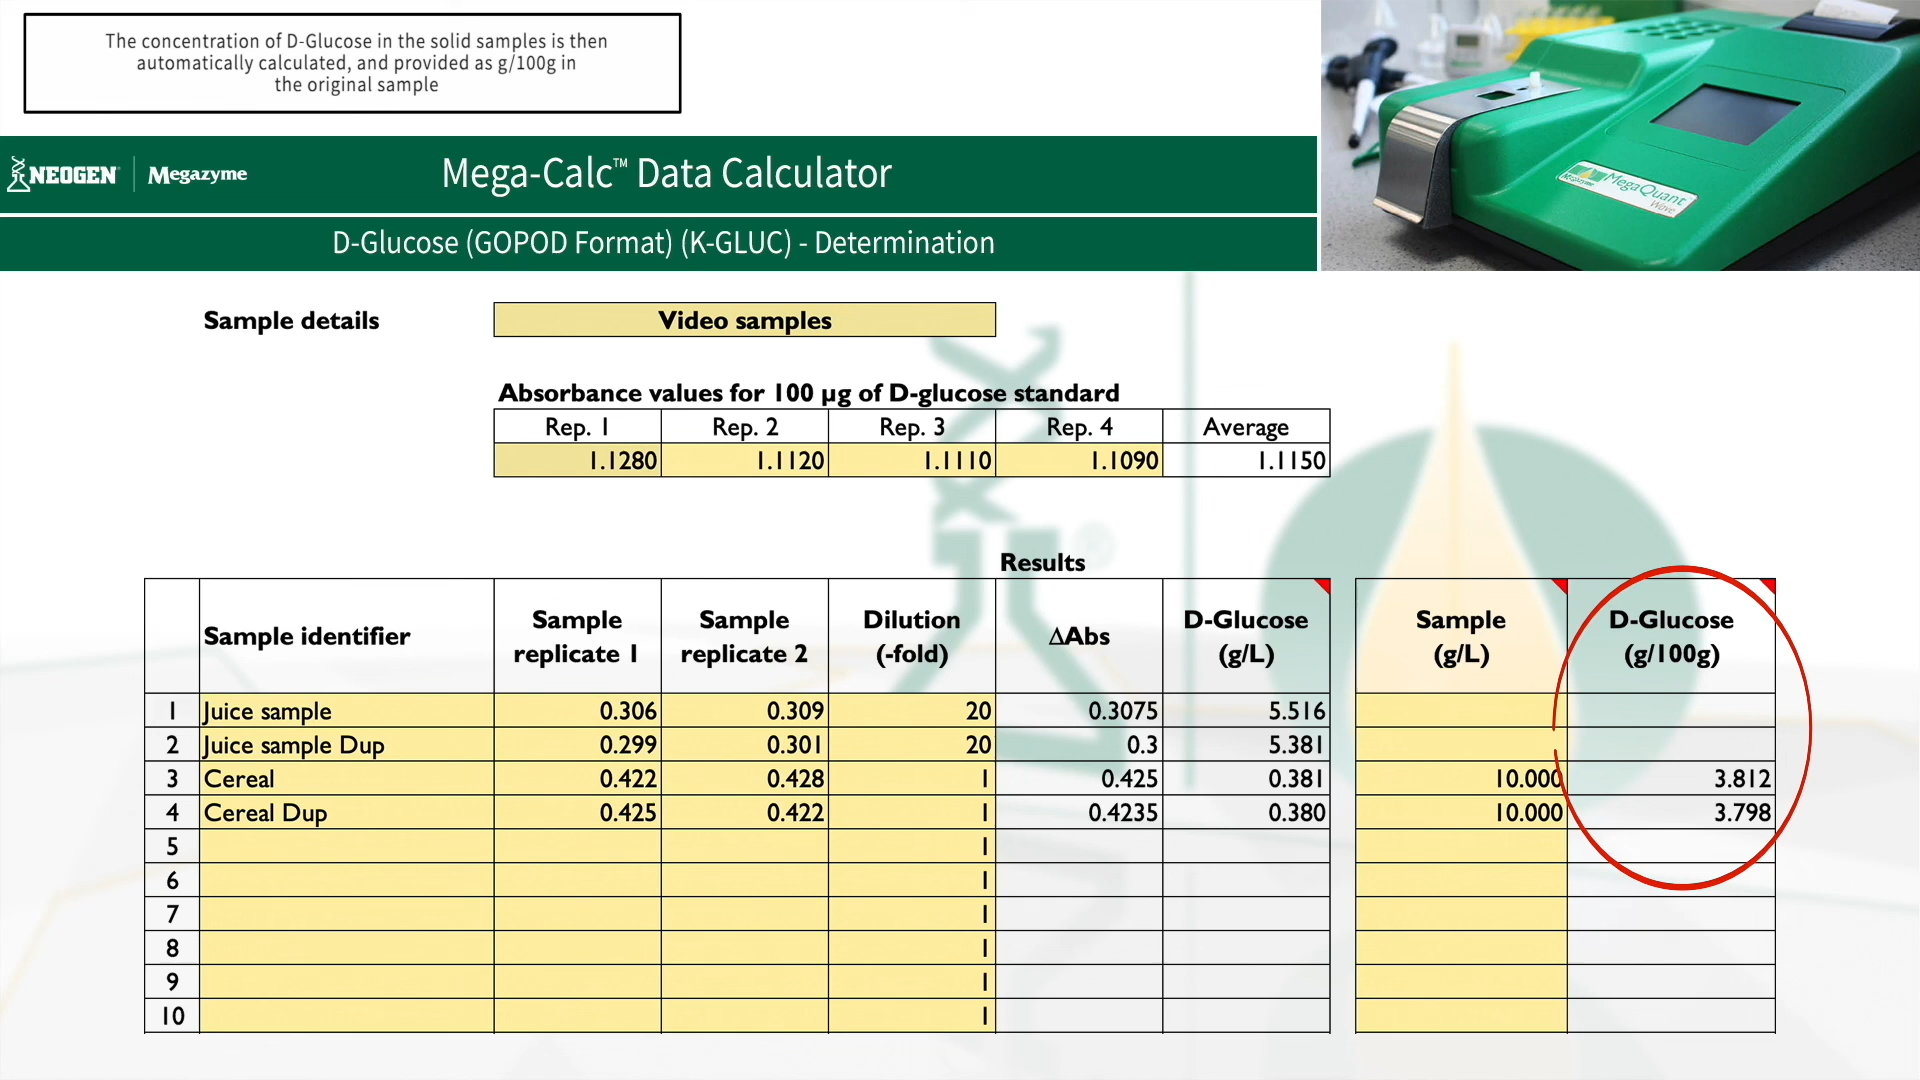 The concentration of D-Glucose in the solid samples is then
automatically calculated, and provided as g/100g in
the original sample
NEOGEN Megazyme
Mega-Calc™ Data Calculator
D-Glucose (GOPOD Format) (K-GLUC) - Determination
Megazyme MegaQuant
Wave
Sample details Video samples
Absorbance values for 100 µg of D-glucose standard
Rep. 1 Rep. 2 Rep. 3 Rep. 4 Average
1.1280 1.1120 1.1110 1.1090 1.1150
Results
Sample identifier Sample replicate 1 Sample replicate 2 Dilution (-fold) ΔAbs D-Glucose (g/L) Sample (g/L) D-Glucose (g/100g)
1 Juice sample 0.306 0.309 20 0.3075 5.516
2 Juice sample Dup 0.299 0.301 20 0.3 5.381
3 Cereal 0.422 0.428 1 0.425 0.381 10.000 3.812
4 Cereal Dup 0.425 0.422 1 0.4235 0.380 10.000 3.798
5 1
6 1
7 1
8 1
9 1
10 1